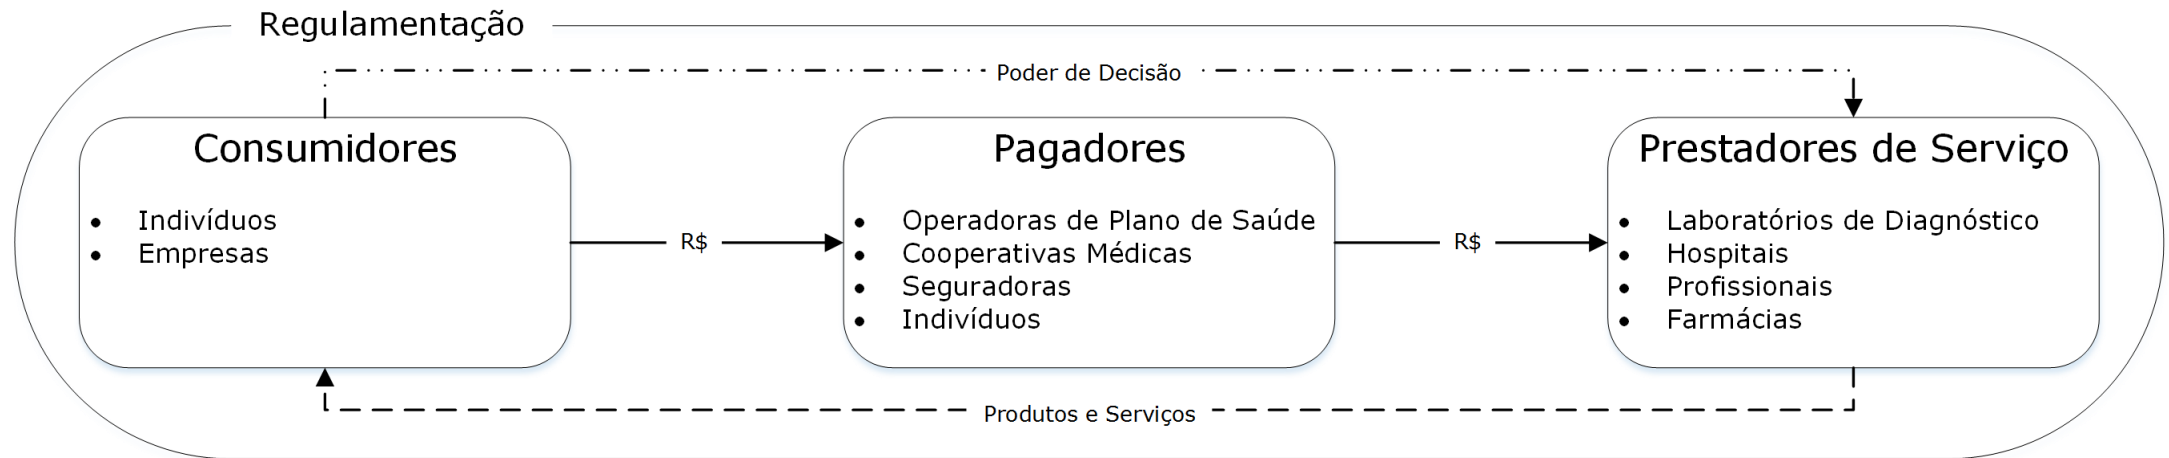 Regulamentação
Poder de Decisão
Consumidores
• Indivíduos
• Empresas
R$
Pagadores
• Operadoras de Plano de Saúde
• Cooperativas Médicas
• Seguradoras
• Indivíduos
R$
Prestadores de Serviço
• Laboratórios de Diagnóstico
• Hospitais
• Profissionais
• Farmácias
Produtos e Serviços